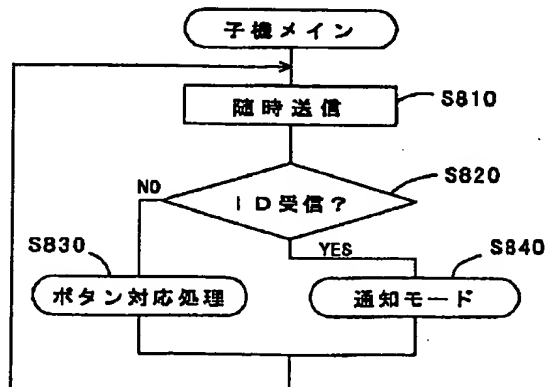 子機メイン
随時送信
S810
ID受信?
S820
NO
YES
S830
ボタン対応処理
S840
通知モード